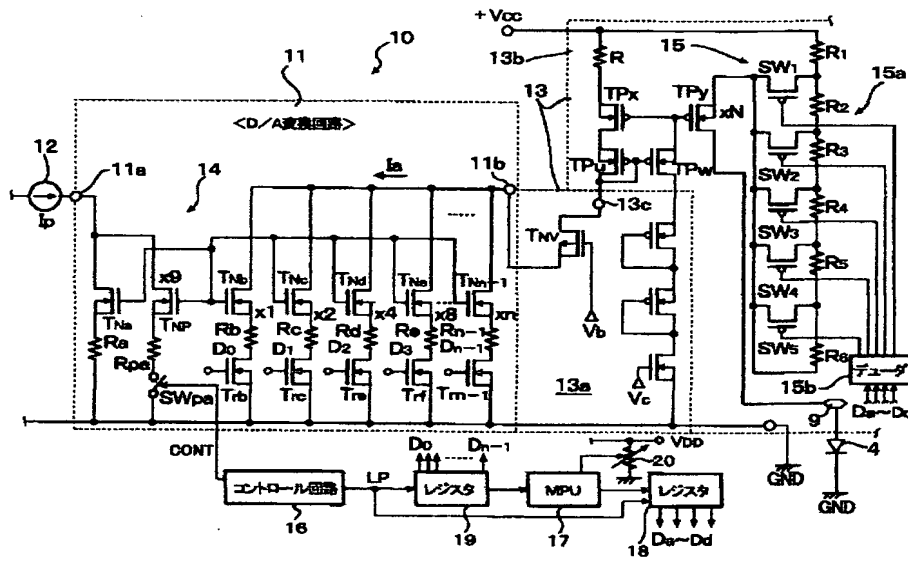 +Vcc
10
13b
R
15
R1
11
SW1
15a
13
TPx
TPy
xN
R2
<D/A変換回路>
12
11a
Ia
11b
TPu
TPw
SW2
R3
14
13c
R4
Ip
SW3
TNV
R5
x9
TNb
TNc
TNd
TNe
TNn-1
SW4
TNa
TNP
x1
x2
x4
x8
xn
Ra
Rb
Rc
Rd
Re
Rn-1
Vb
SW5
R6
Rpa
D0
D1
D2
D3
Dn-1
デューダ
13a
15b
SWpa
Trb
Trc
Tre
Trf
Trn-1
Vc
Da~Dd
9
CONT
D0
Dn-1
VDD
4
20
GND
コントロール回路
LP
レジスタ
MPU
レジスタ
GND
16
19
17
18
Da~Dd